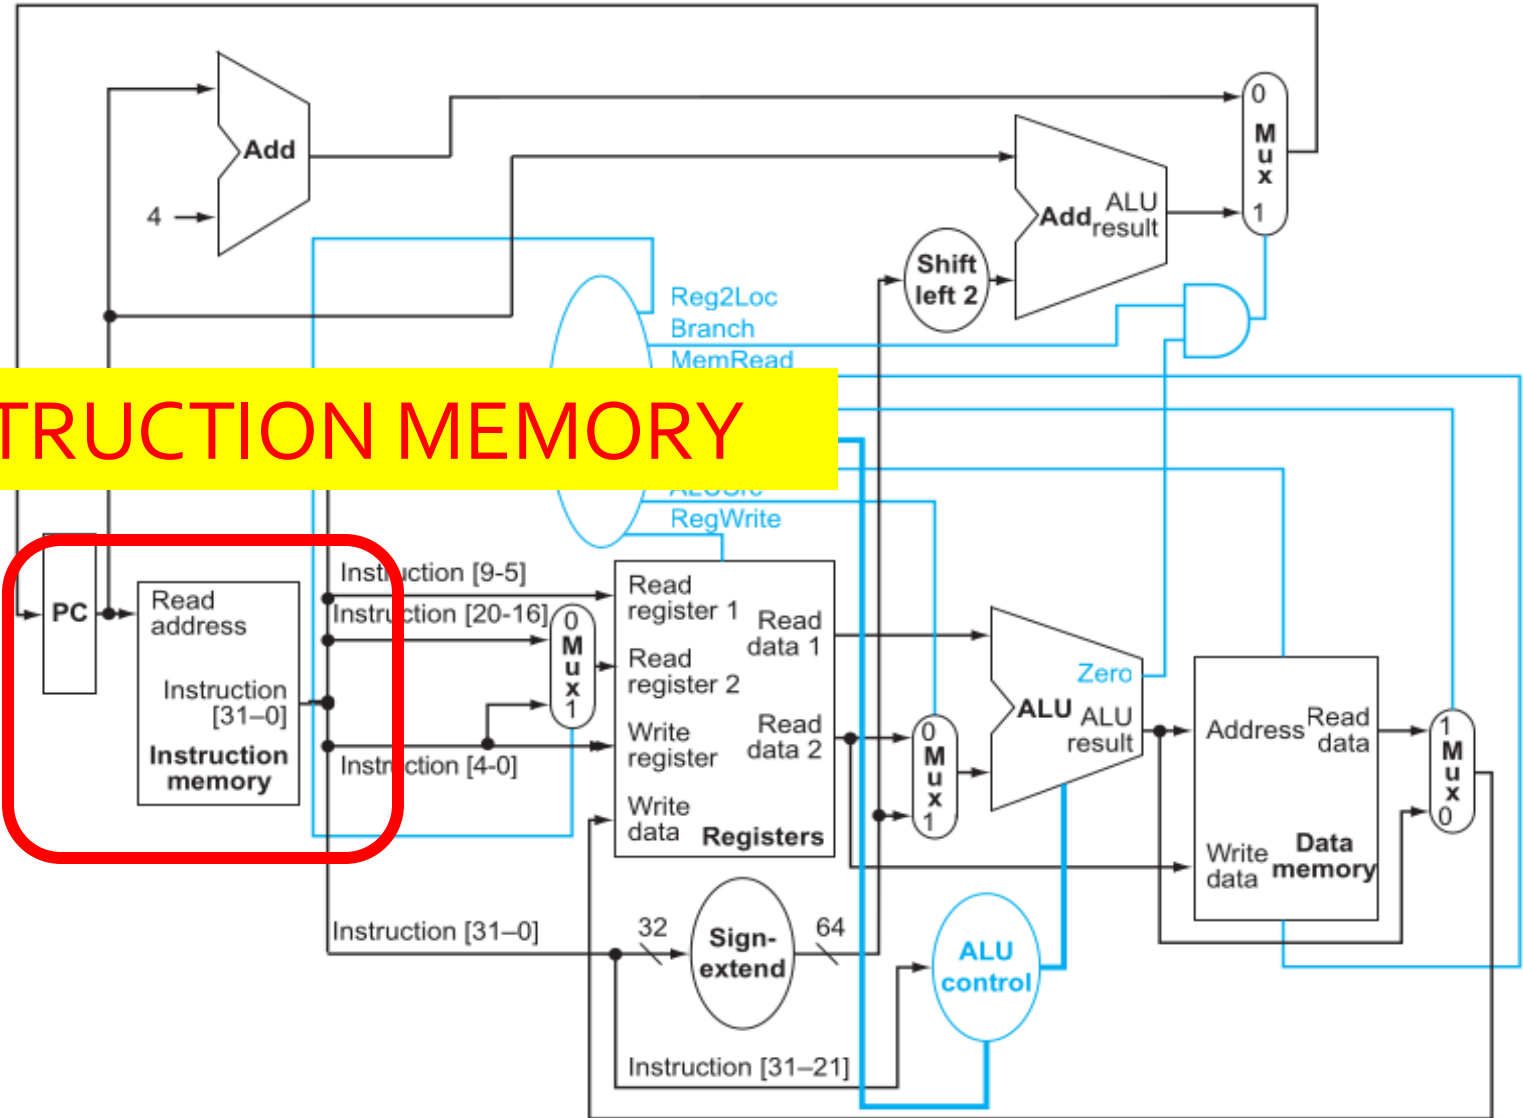 Add
4
0
Mux
1
Add ALU
result
Shift
left 2
Reg2Loc
Branch
MemRead
TRUCTION MEMORY
RegWrite
PC
Read
address
Instruction
[31–0]
Instruction
memory
Instruction [9-5]
Instruction [20-16]
Instruction [4-0]
0
Mux
1
Read
register 1
Read
register 2
Write
register
Write
data
Read
data 1
Read
data 2
Registers
0
Mux
1
Zero
ALU
ALU
result
Address
Read
data
Write
data
Data
memory
1
Mux
0
Instruction [31–0]
32
Sign-
extend
64
ALU
control
Instruction [31–21]